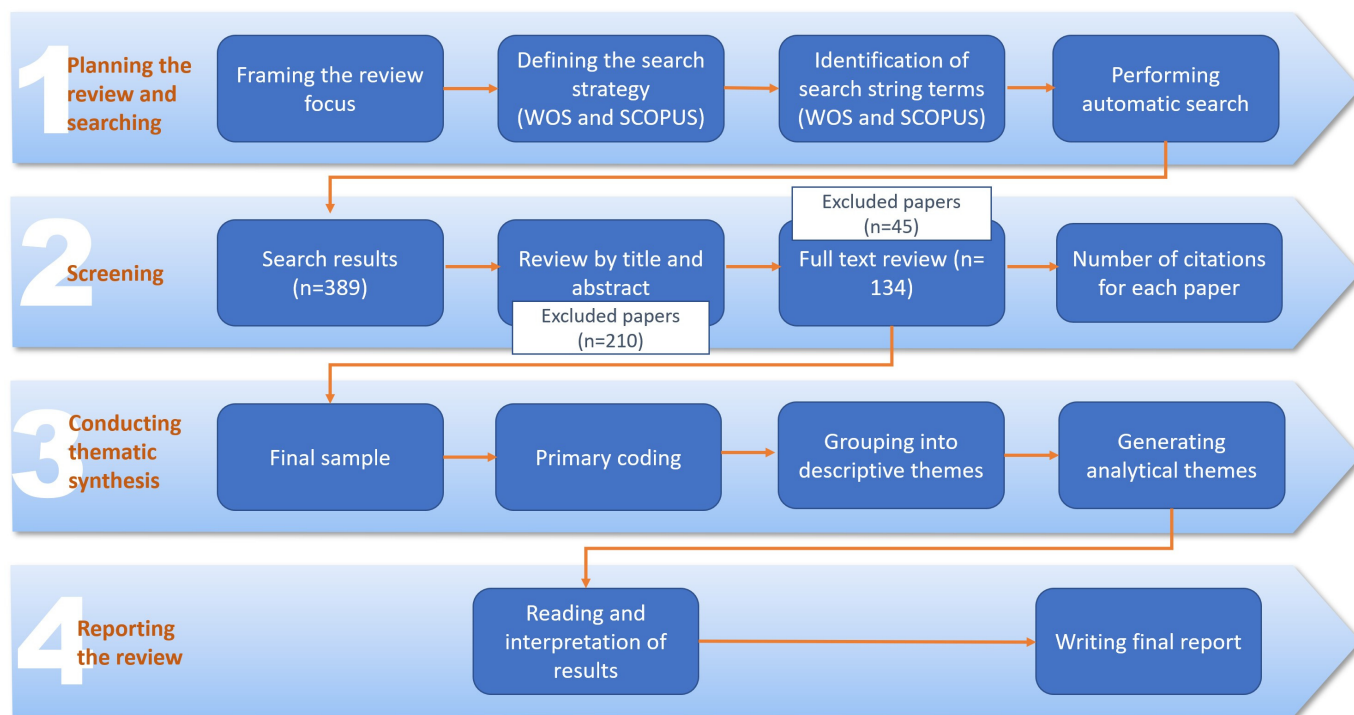 1
Planning the
review and
searching
Framing the review
focus
Defining the search
strategy
(WOS and SCOPUS)
Identification of
search string terms
(WOS and SCOPUS)
Performing
automatic search
2
Screening
Search results
(n=389)
Review by title and
abstract
Excluded papers
(n=210)
Excluded papers
(n=45)
Full text review (n=
134)
Number of citations
for each paper
3
Conducting
thematic
synthesis
Final sample
Primary coding
Grouping into
descriptive themes
Generating
analytical themes
4
Reporting
the review
Reading and
interpretation of
results
Writing final report